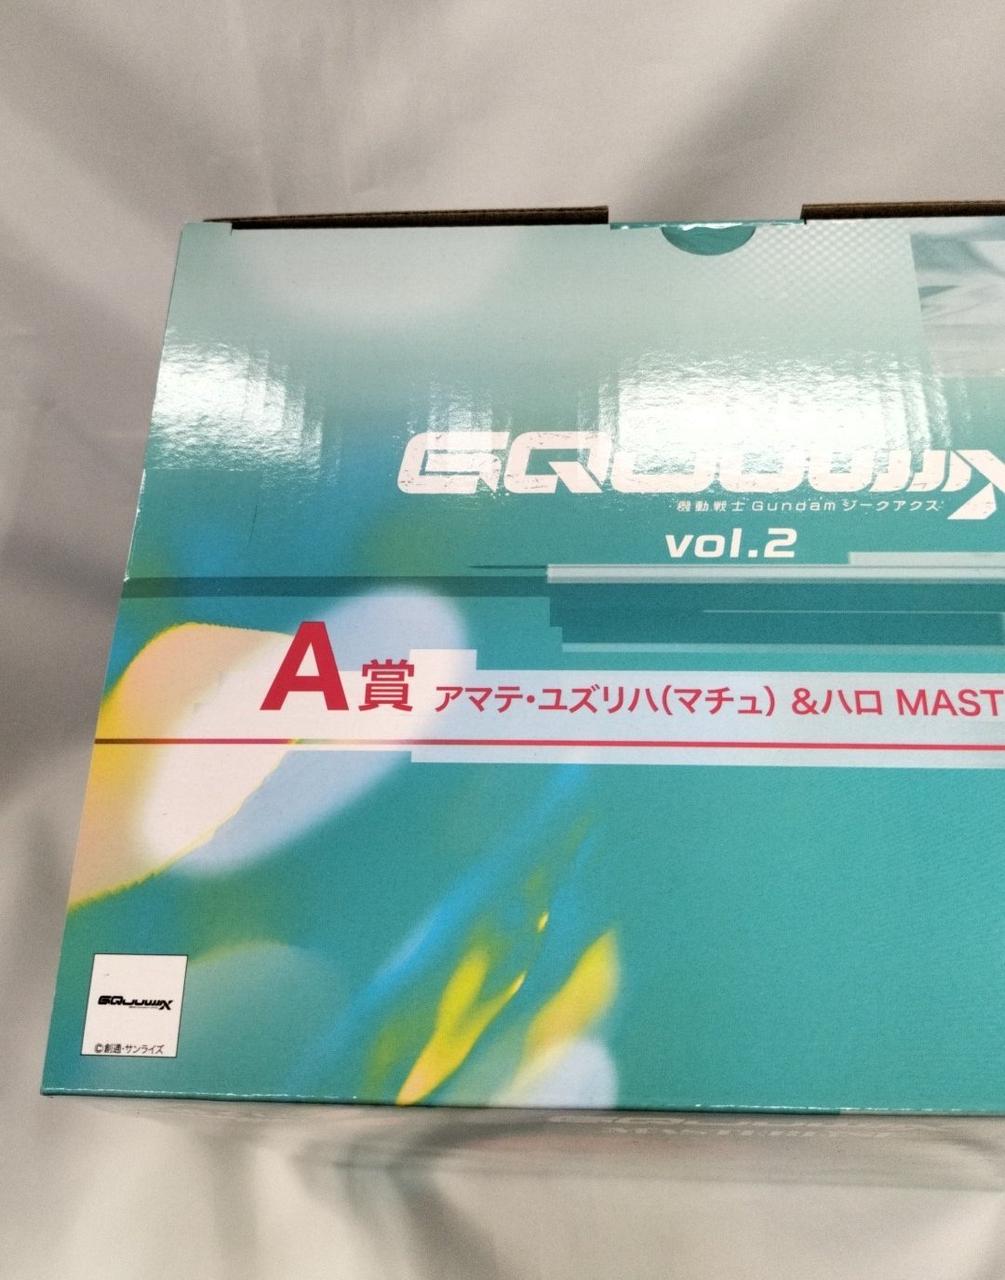 GQuuuuuuX
機動戦士Gundam ジークアクス
vol.2
A賞 アマテ・ユズリハ(マチュ) &ハロ MAST
GQuuuuuuX
©創通・サンライズ